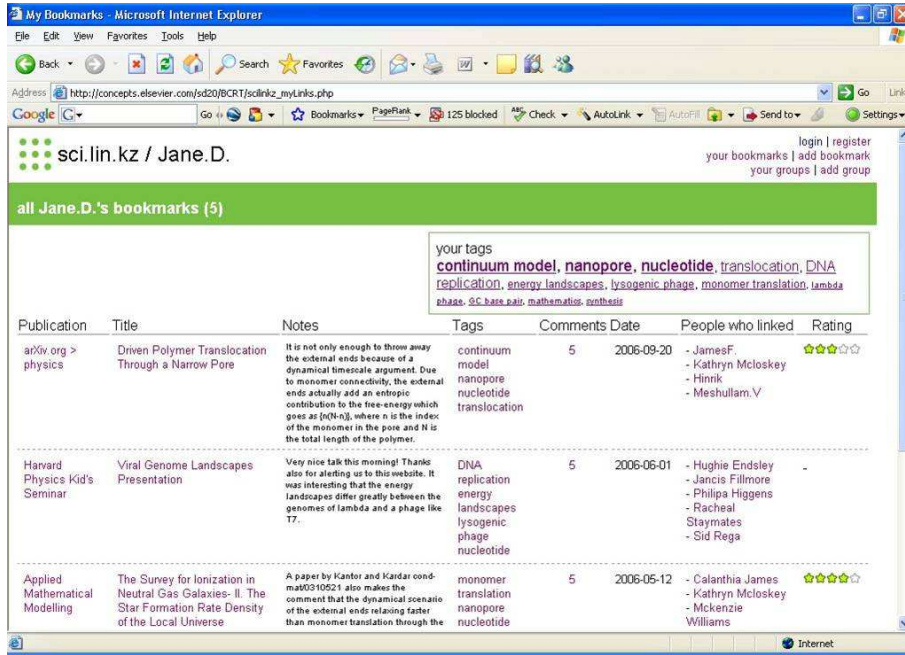 My Bookmarks - Microsoft Internet Explorer
File Edit View Favorites Tools Help
Back Search Favorites
Address http://concepts.elsevier.com/sd20/BCRT/scilinkz_myLinks.php Go Link
Google G Go Bookmarks PageRank 125 blocked ABC Check AutoLink AutoFill Send to Settings
sci.lin.kz / Jane.D.
login | register
your bookmarks | add bookmark
your groups | add group
all Jane.D.'s bookmarks (5)
your tags
continuum model, nanopore, nucleotide, translocation, DNA
replication, energy landscapes, lysogenic phage, monomer translation, lambda
phage, GC base pair, mathematics, synthesis
Publication Title Notes Tags Comments Date People who linked Rating
arXiv.org >
physics
Driven Polymer Translocation
Through a Narrow Pore
It is not only enough to throw away
the external ends because of a
dynamical timescale argument. Due
to monomer connectivity, the external
ends actually add an entropic
contribution to the free-energy which
goes as {n(N-n)}, where n is the index
of the monomer in the pore and N is
the total length of the polymer.
continuum
model
nanopore
nucleotide
translocation
5
2006-09-20
- JamesF.
- Kathryn Mcloskey
- Hinrik
- Meshullam.V
Harvard
Physics Kid's
Seminar
Viral Genome Landscapes
Presentation
Very nice talk this morning! Thanks
also for alerting us to this website. It
was interesting that the energy
landscapes differ greatly between the
genomes of lambda and a phage like
T7.
DNA
replication
energy
landscapes
lysogenic
phage
nucleotide
5
2006-06-01
- Hughie Endsley
- Jancis Fillmore
- Philipa Higgens
- Racheal
Staymates
- Sid Rega
-
Applied
Mathematical
Modelling
The Survey for Ionization in
Neutral Gas Galaxies- II. The
Star Formation Rate Density
of the Local Universe
A paper by Kantor and Kardar cond-
mat/0310521 also makes the
comment that the dynamical scenario
of the external ends relaxing faster
than monomer translation through the
monomer
translation
nanopore
nucleotide
5
2006-05-12
- Calanthia James
- Kathryn Mcloskey
- Mckenzie
Williams
Internet